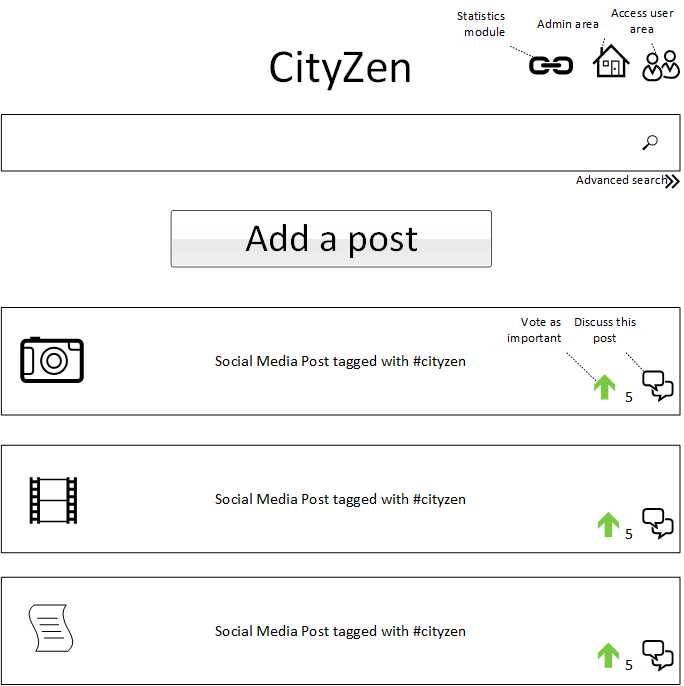 Statistics
module
Admin area
Access user
area
CityZen
Advanced search
Add a post
Vote as
important
Discuss this
post
Social Media Post tagged with #cityzen
5
Social Media Post tagged with #cityzen
5
Social Media Post tagged with #cityzen
5